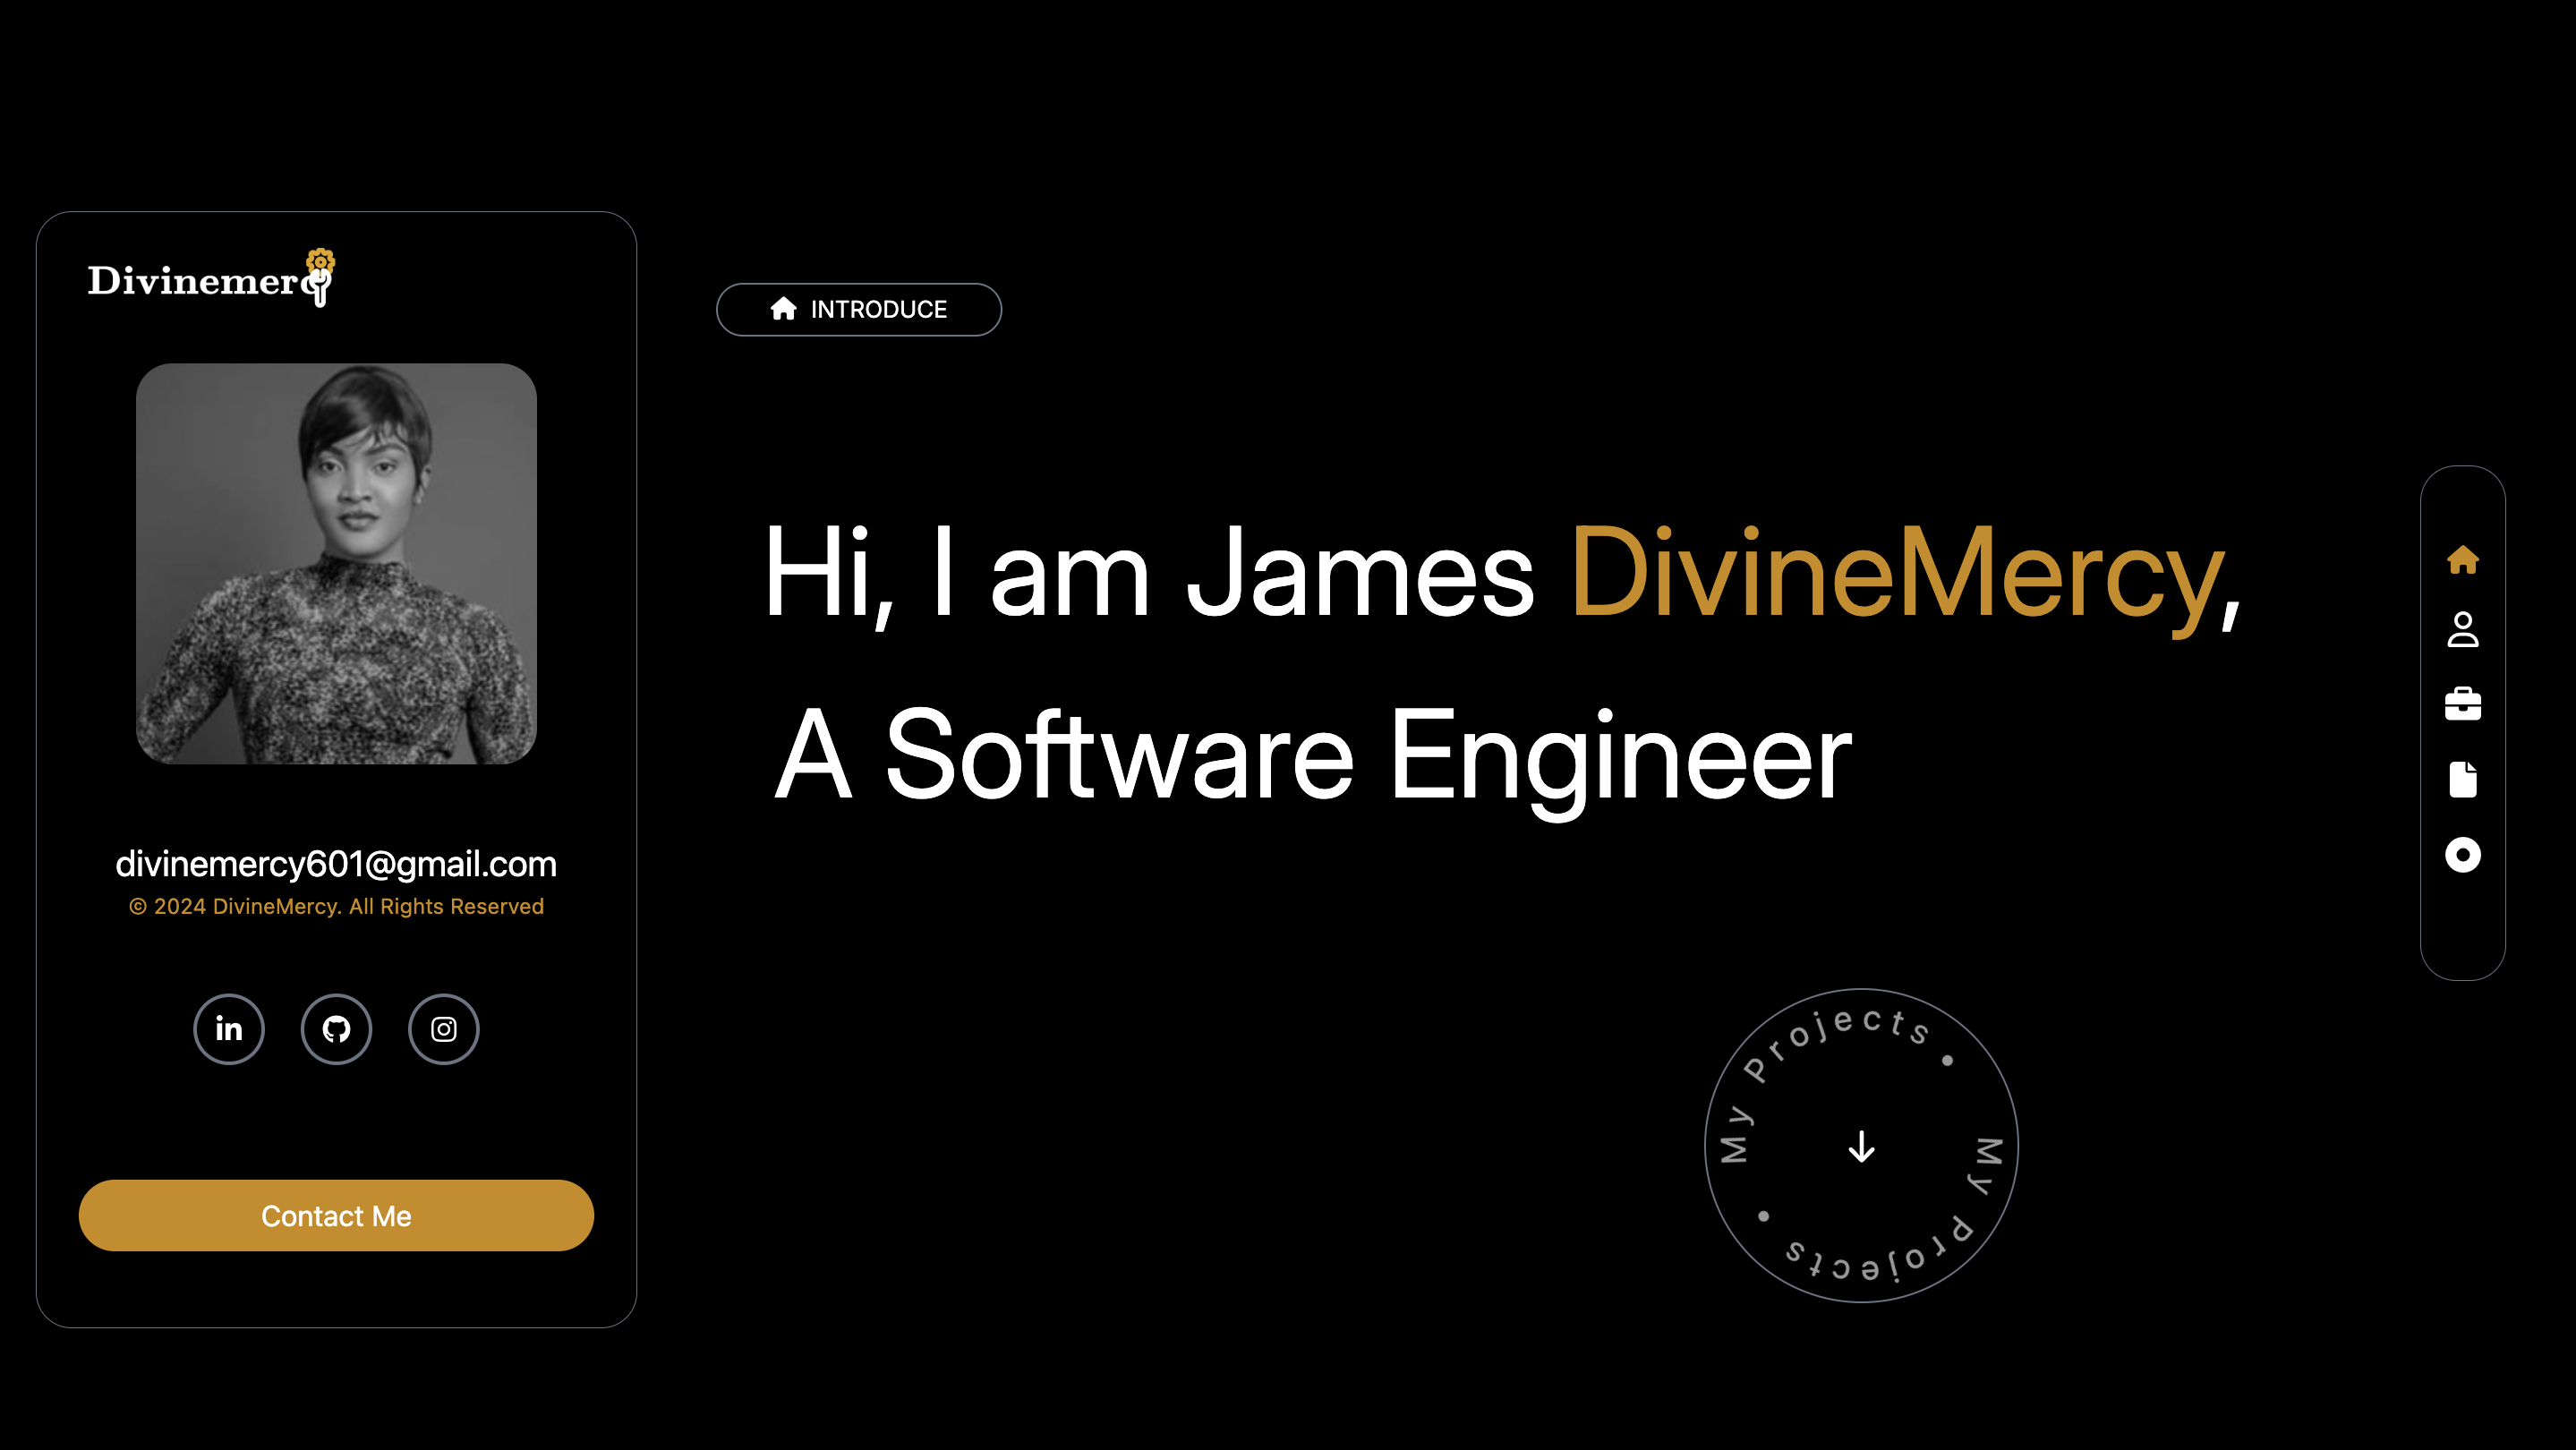 Divinemercy
divinemercy601@gmail.com
© 2024 DivineMercy. All Rights Reserved
in
Contact Me
INTRODUCE
Hi, I am James DivineMercy,
A Software Engineer
My Projects • My Projects •